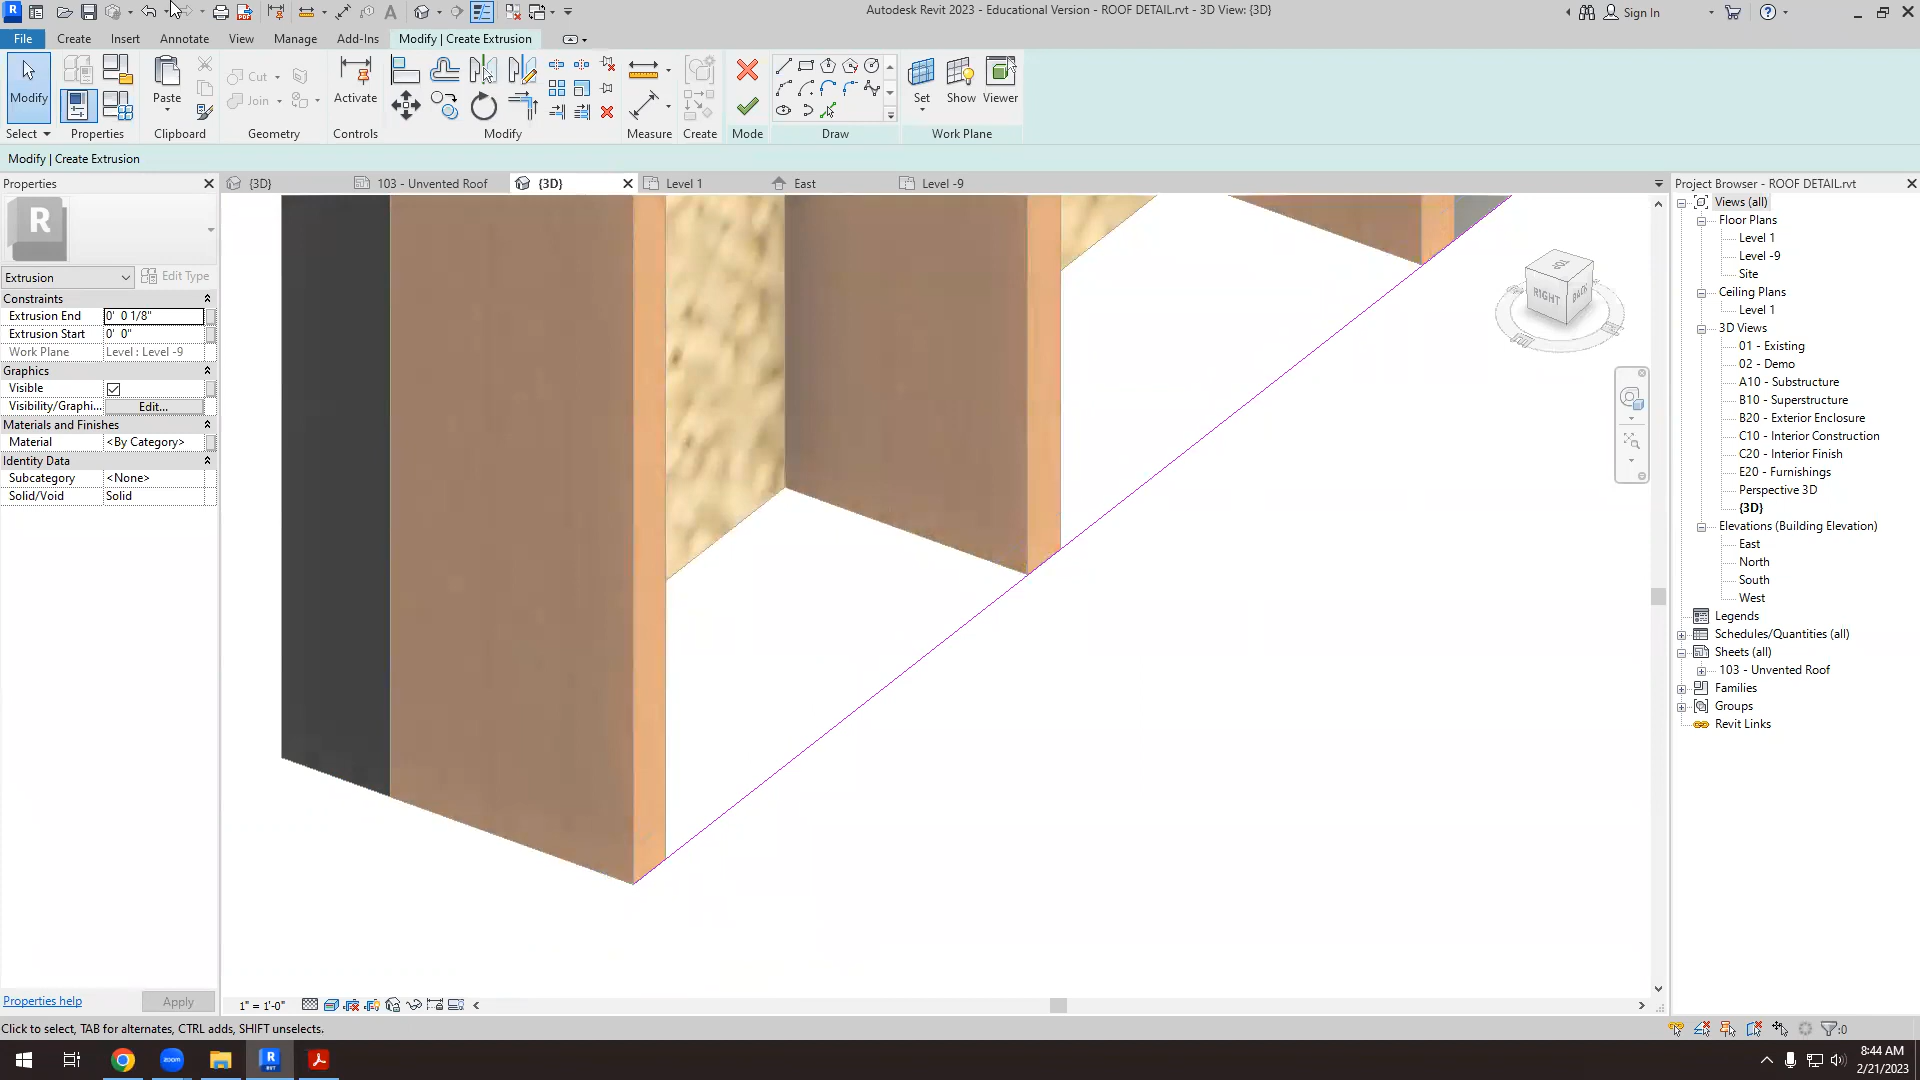 Autodesk Revit 2023 - Educational Version - ROOF DETAIL.rvt - 3D View: {3D}
Sign In
File
Create
Insert
Annotate
View
Manage
Add-Ins
Modify | Create Extrusion
Modify
Paste
Cut
Join
Activate
Set
Show
Viewer
Select
Properties
Clipboard
Geometry
Controls
Modify
Measure
Create
Mode
Draw
Work Plane
Modify | Create Extrusion
Properties
{3D}
103 - Unvented Roof
{3D}
Level 1
East
Level -9
Project Browser - ROOF DETAIL.rvt
R
Extrusion
Edit Type
Constraints
Extrusion End
0' 0 1/8"
Extrusion Start
0' 0"
Work Plane
Level : Level -9
Graphics
Visible
Visibility/Graphi...
Edit...
Materials and Finishes
Material
<By Category>
Identity Data
Subcategory
<None>
Solid/Void
Solid
Properties help
Apply
TOP
RIGHT
BACK
Views (all)
Floor Plans
Level 1
Level -9
Site
Ceiling Plans
Level 1
3D Views
01 - Existing
02 - Demo
A10 - Substructure
B10 - Superstructure
B20 - Exterior Enclosure
C10 - Interior Construction
C20 - Interior Finish
E20 - Furnishings
Perspective 3D
{3D}
Elevations (Building Elevation)
East
North
South
West
Legends
Schedules/Quantities (all)
Sheets (all)
103 - Unvented Roof
Families
Groups
Revit Links
1" = 1'-0"
Click to select, TAB for alternates, CTRL adds, SHIFT unselects.
:0
zoom
R
RVT
8:44 AM
2/21/2023